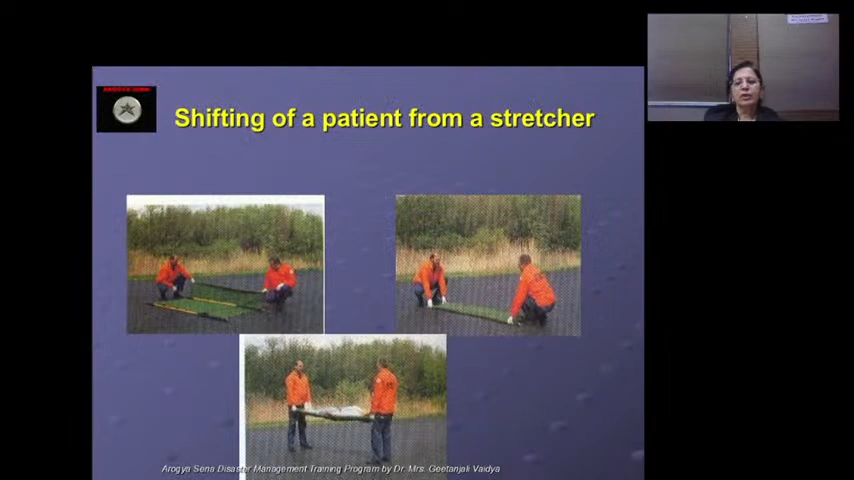 Shifting of a patient from a stretcher
Arogya Sena Disaster Management Training Program by Dr. Mrs. Geetanjali Vaidya